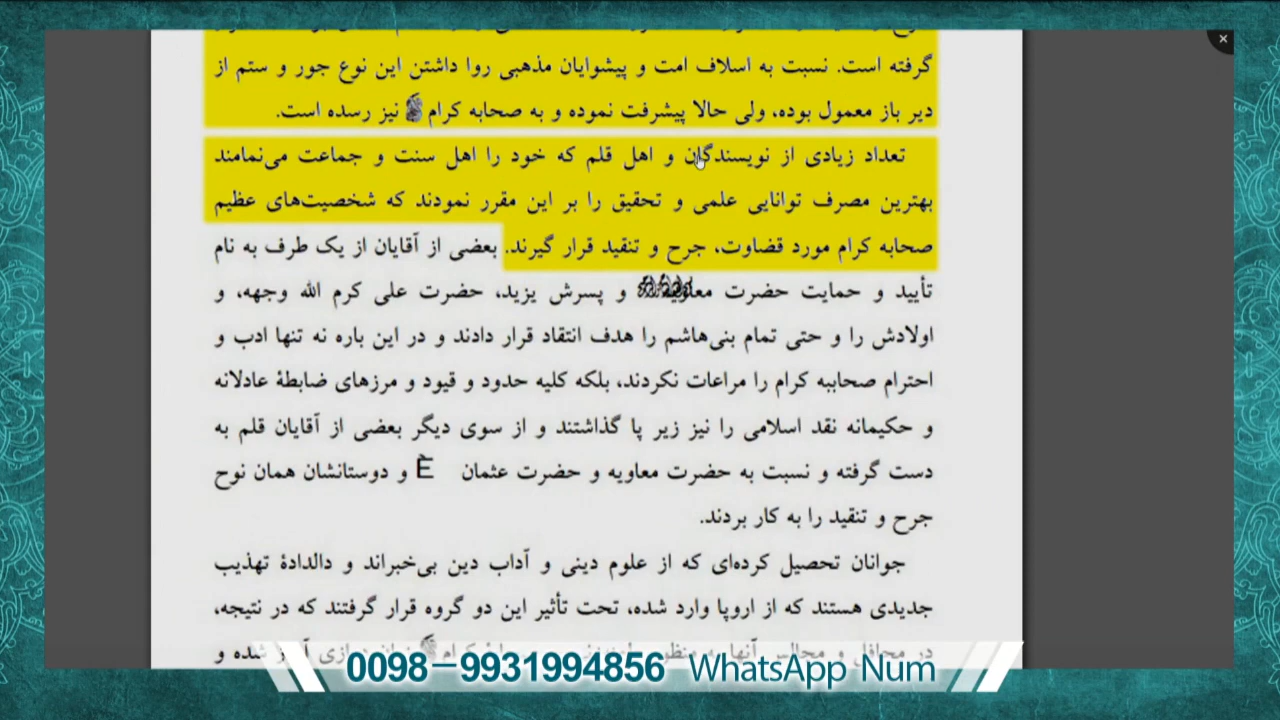 گرفته است. نسبت به اسلاف امت و پیشوایان مذهبی روا داشتن این نوع جور و ستم از
دیر باز معمول بوده، ولی حالا پیشرفت نموده و به صحابه کرام نیز رسده است.
تعداد زیادی از نویسندگان و اهل قلم که خود را اهل سنت و جماعت می‌نمامند
بهترین مصرف توانایی علمی و تحقیق را بر این مقرر نمودند که شخصیت‌های عظیم
صحابه کرام مورد قضاوت، جرح و تنقید قرار گیرند. بعضی از آقایان از یک طرف به نام
تأیید و حمایت حضرت معاویه و پسرش یزید، حضرت علی کرم الله وجهه، و
اولادش را و حتی تمام بنی‌هاشم را هدف انتقاد قرار دادند و در این باره نه تنها ادب و
احترام صحاببه کرام را مراعات نکردند، بلکه کلیه حدود و قیود و مرزهای ضابطهٔ عادلانه
و حکیمانه نقد اسلامی را نیز زیر پا گذاشتند و از سوی دیگر بعضی از آقایان قلم به
دست گرفته و نسبت به حضرت معاویه و حضرت عثمان È و دوستانشان همان نوح
جرح و تنقید را به کار بردند.
جوانان تحصیل کرده‌ای که از علوم دینی و آداب دین بی‌خبراند و دالدادهٔ تهذیب
جدیدی هستند که از اروپا وارد شده، تحت تأثیر این دو گروه قرار گرفتند که در نتیجه،
در محافل و مجالس آنها
0098-9931994856 WhatsApp Num